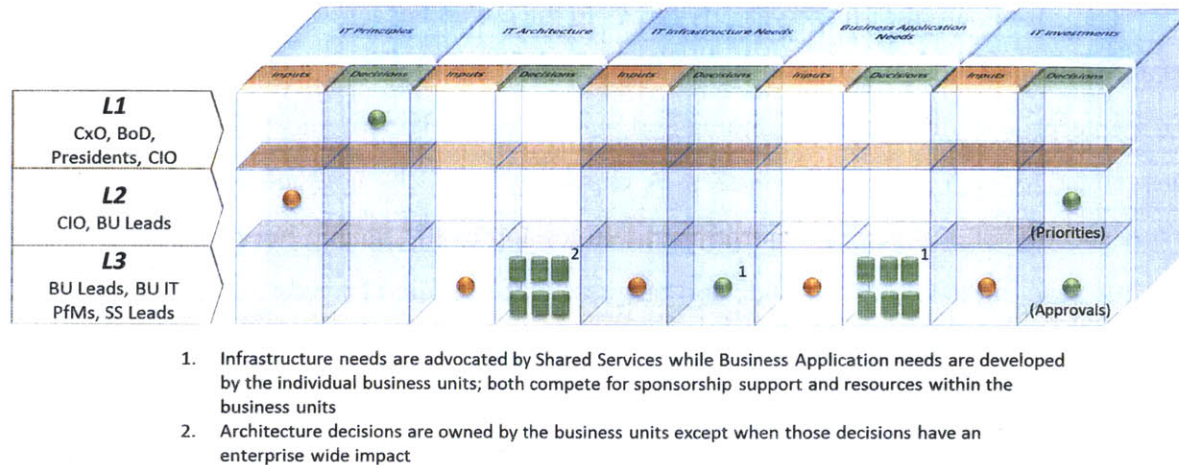 IT Principles
IT Architecture
IT Infrastructure Needs
Business Application
Needs
IT Investments
Inputs Decisions Inputs Decisions Inputs Decisions Inputs Decisions Inputs Decisions
L1
CxO, BoD,
Presidents, CIO
L2
CIO, BU Leads
(Priorities)
L3
BU Leads, BU IT
PfMs, SS Leads
2
1
1
(Approvals)
1. Infrastructure needs are advocated by Shared Services while Business Application needs are developed
by the individual business units; both compete for sponsorship support and resources within the
business units
2. Architecture decisions are owned by the business units except when those decisions have an
enterprise wide impact